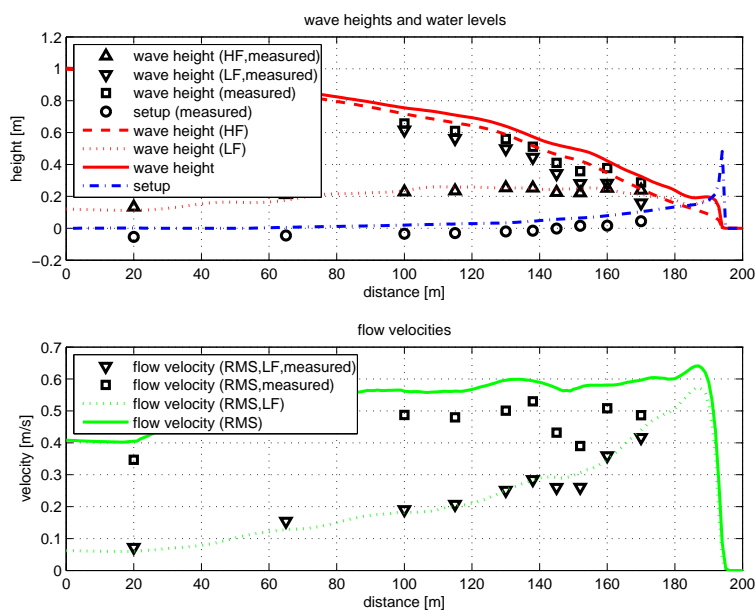 wave heights and water levels
1.2
1
0.8
0.6
0.4
0.2
0
−0.2
height [m]
wave height (HF,measured)
wave height (LF,measured)
wave height (measured)
setup (measured)
wave height (HF)
wave height (LF)
wave height
setup
0 20 40 60 80 100 120 140 160 180 200
distance [m]
flow velocities
0.7
0.6
0.5
0.4
0.3
0.2
0.1
0
velocity [m/s]
flow velocity (RMS,LF,measured)
flow velocity (RMS,measured)
flow velocity (RMS,LF)
flow velocity (RMS)
0 20 40 60 80 100 120 140 160 180 200
distance [m]